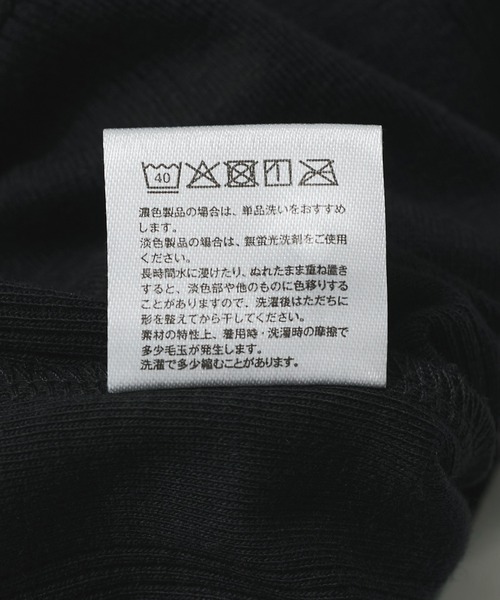 40
濃色製品の場合は、単品洗いをおすすめ
します。
淡色製品の場合は、無蛍光洗剤をご使用
ください。
長時間水に浸けたり、ぬれたまま重ね置き
すると、淡色部や他のものに色移りする
ことがありますので、洗濯後はただちに
形を整えてから干してください。
素材の特性上、着用時・洗濯時の摩擦で
多少毛玉が発生します。
洗濯で多少縮むことがあります。